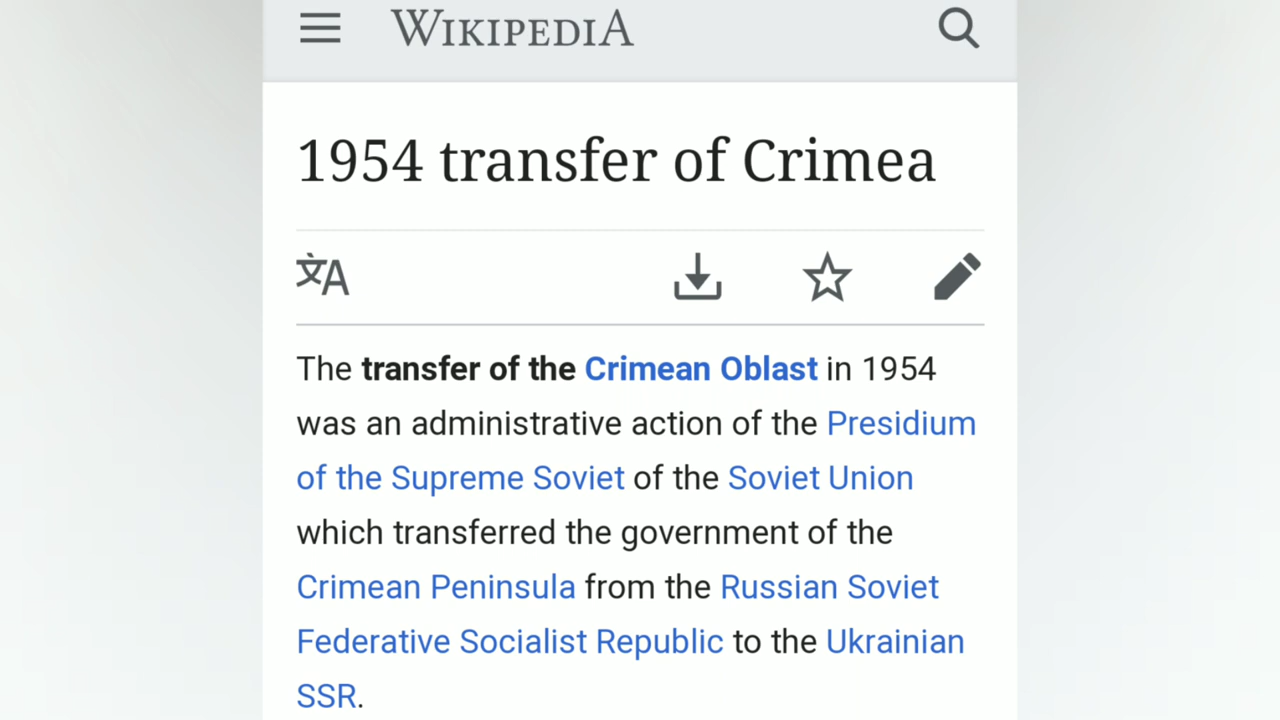 WIKIPEDIA
1954 transfer of Crimea
文A
The transfer of the Crimean Oblast in 1954
was an administrative action of the Presidium
of the Supreme Soviet of the Soviet Union
which transferred the government of the
Crimean Peninsula from the Russian Soviet
Federative Socialist Republic to the Ukrainian
SSR.